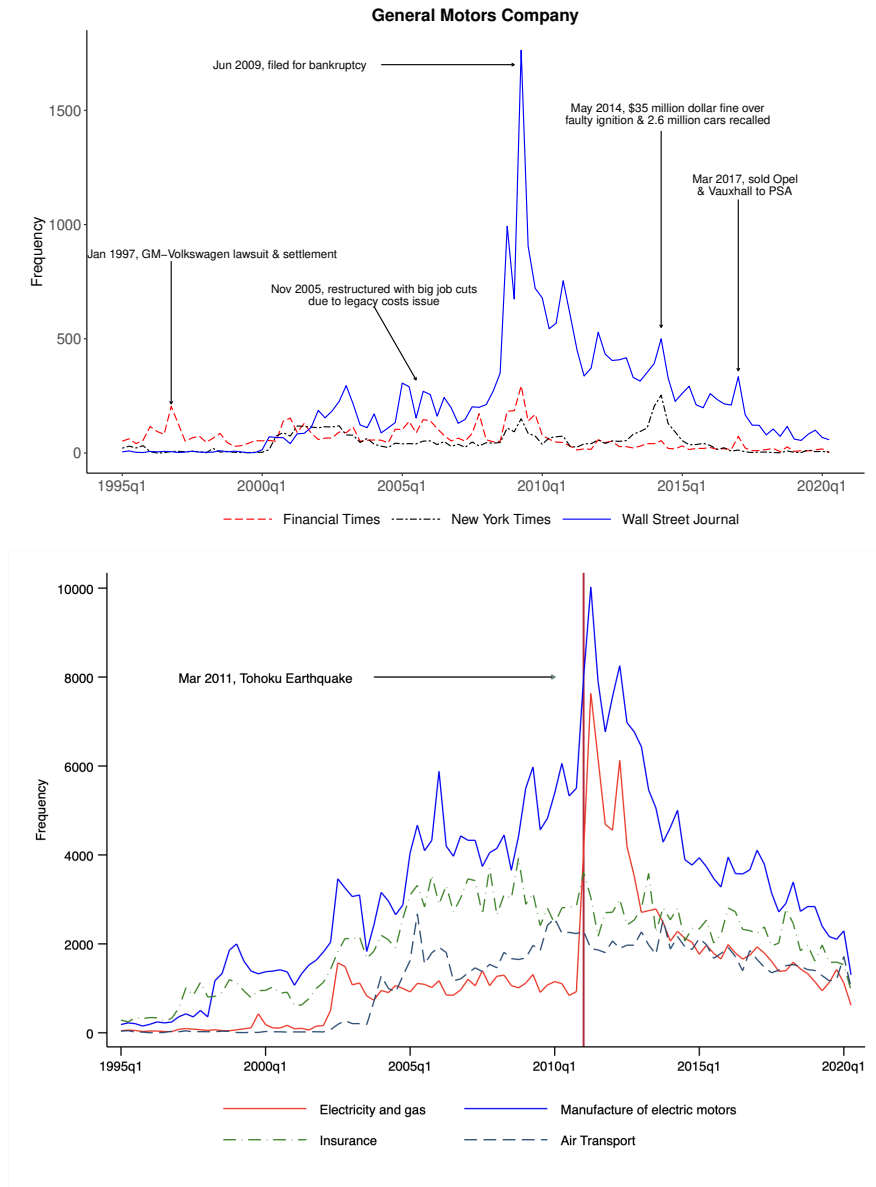 General Motors Company
Jun 2009, filed for bankruptcy
May 2014, $35 million dollar fine over
faulty ignition & 2.6 million cars recalled
Mar 2017, sold Opel
& Vauxhall to PSA
Jan 1997, GM−Volkswagen lawsuit & settlement
Nov 2005, restructured with big job cuts
due to legacy costs issue
Frequency
1500
1000
500
0
1995q1 2000q1 2005q1 2010q1 2015q1 2020q1
Financial Times New York Times Wall Street Journal
10000
8000
6000
4000
2000
0
Frequency
Mar 2011, Tohoku Earthquake
1995q1 2000q1 2005q1 2010q1 2015q1 2020q1
Electricity and gas Manufacture of electric motors
Insurance Air Transport